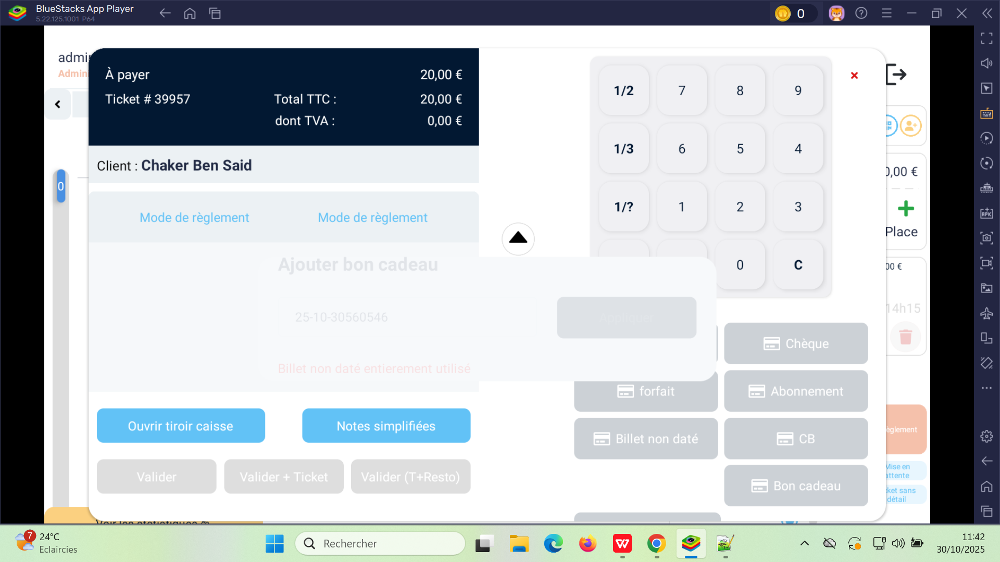 BlueStacks App Player
5.22.125.1001 P64
0
admin
Admini
À payer 20,00 €
Ticket # 39957 Total TTC : 20,00 €
dont TVA : 0,00 €
Client : Chaker Ben Said
0
Mode de règlement Mode de règlement
Ajouter bon cadeau
25-10-30560546
Appliquer
Billet non daté entierement utilisé
Ouvrir tiroir caisse Notes simplifiées
Valider Valider + Ticket Valider (T+Resto)
1/2 7 8 9
1/3 6 5 4
1/? 1 2 3
0 C
Chèque
forfait Abonnement
Billet non daté CB
Bon cadeau
0,00 €
Place
00 €
14h15
èglement
Mise en
attente
ket sans
détail
Voir les statistiques
7
24°C
Eclaircies
Rechercher
11:42
30/10/2025